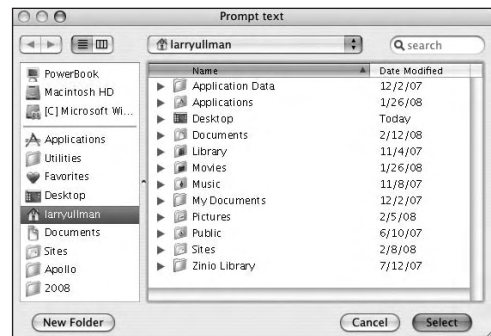 Prompt text
larryullman
search
PowerBook
Macintosh HD
[C] Microsoft Wi...
Applications
Utilities
Favorites
Desktop
larryullman
Documents
Sites
Apollo
2008
Name Date Modified
Application Data 12/2/07
Applications 1/26/08
Desktop Today
Documents 2/12/08
Library 11/4/07
Movies 1/26/08
Music 11/8/07
My Documents 12/2/07
Pictures 2/5/08
Public 6/10/07
Sites 2/8/08
Zinio Library 7/12/07
New Folder Cancel Select